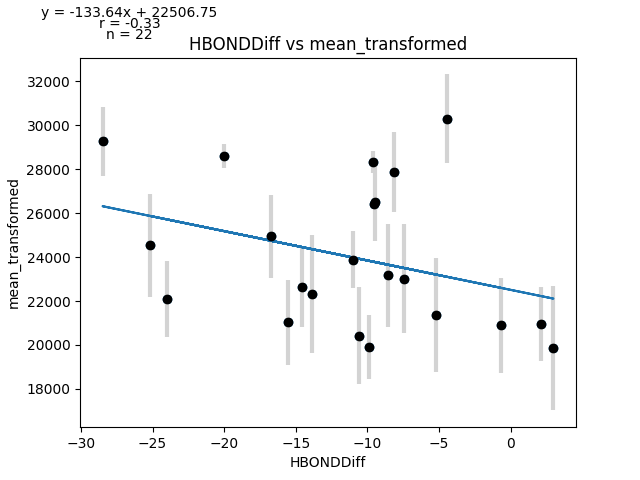 y = -133.64x + 22506.75
r = -0.33
n = 22
HBONDDiff vs mean_transformed
32000
30000
28000
26000
24000
22000
20000
18000
mean_transformed
−30
−25
−20
−15
−10
−5
0
HBONDDiff